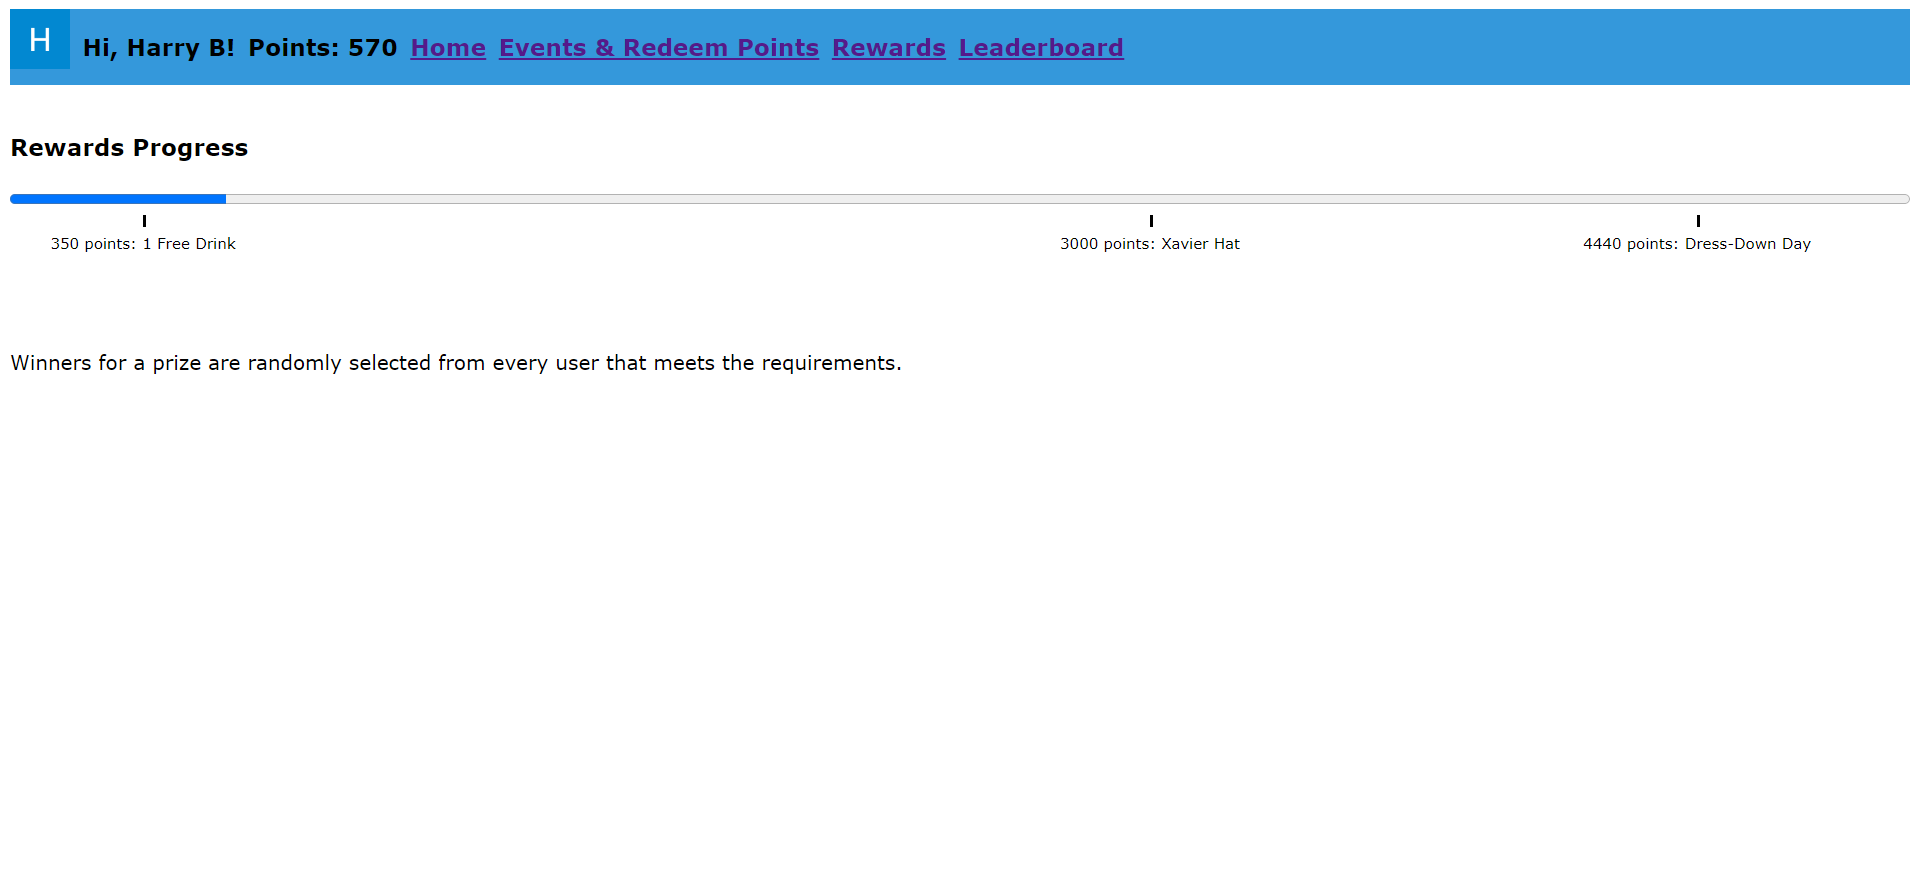 H Hi, Harry B! Points: 570 Home Events & Redeem Points Rewards Leaderboard
Rewards Progress
350 points: 1 Free Drink 3000 points: Xavier Hat 4440 points: Dress-Down Day
Winners for a prize are randomly selected from every user that meets the requirements.